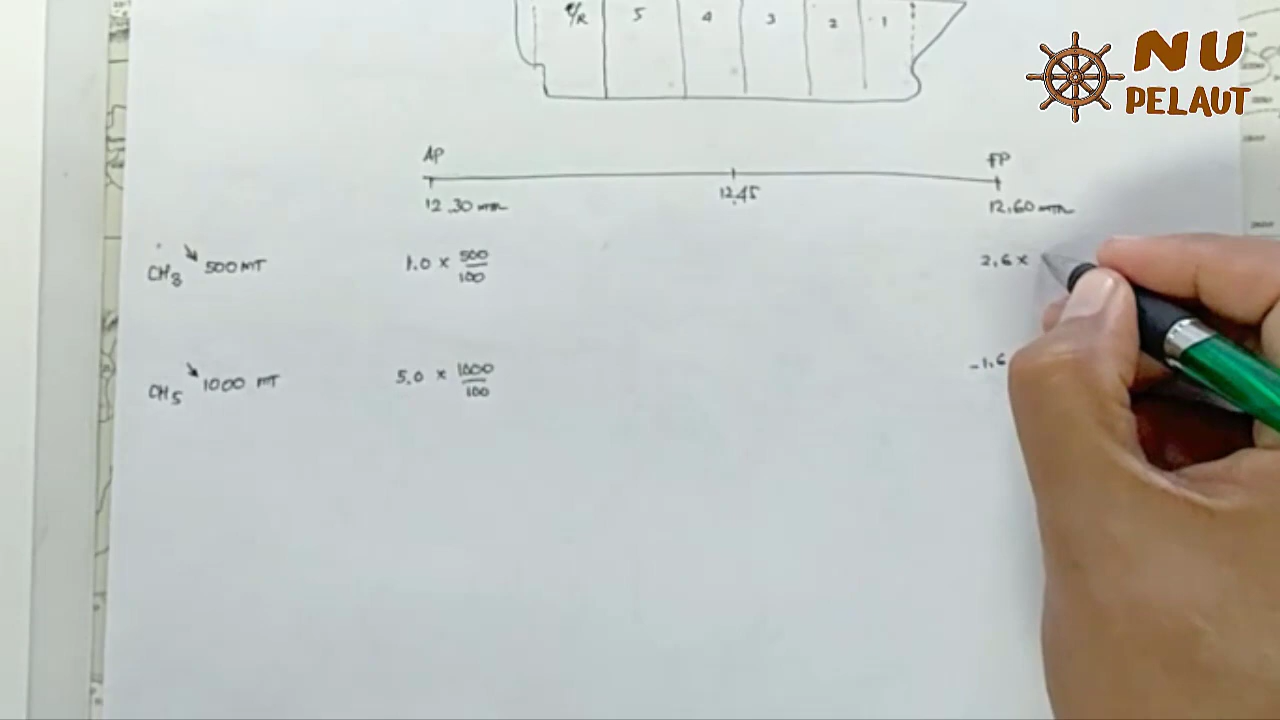 E/R 5 4 3 2 1
NU
PELAUT
AP FP
12.30 mtr 12.45 12.60 mtr
CH3 500 MT 1.0 x 500/100 2.6 x
CH5 1000 MT 5.0 x 1000/100 -1.6